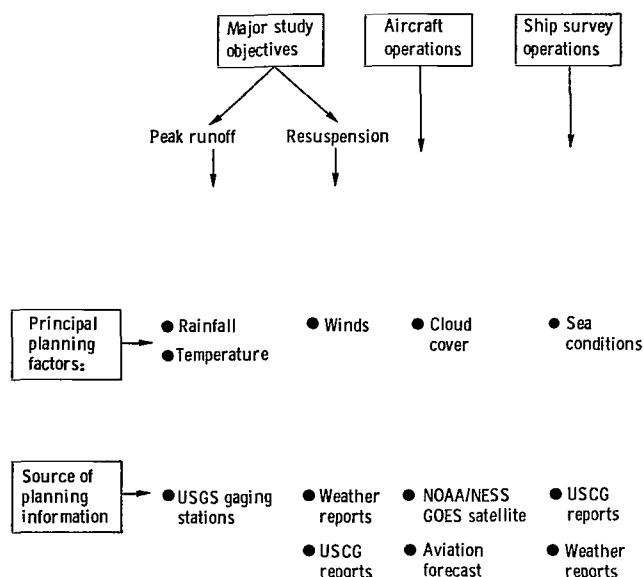 Major study
objectives
Aircraft
operations
Ship survey
operations
Peak runoff
Resuspension
Principal
planning
factors:
● Rainfall
● Temperature
● Winds
● Cloud
cover
● Sea
conditions
Source of
planning
information
● USGS gaging
stations
● Weather
reports
● USCG
reports
● NOAA/NESS
GOES satellite
● Aviation
forecast
● USCG
reports
● Weather
reports